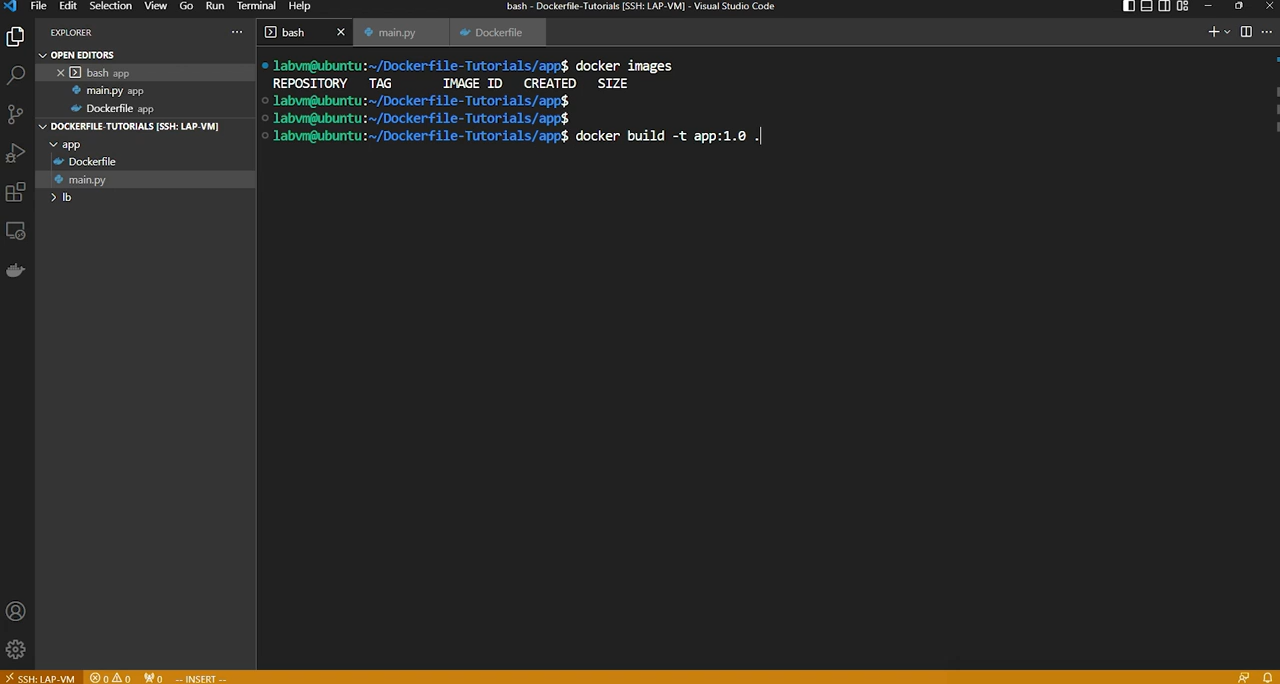 File Edit Selection View Go Run Terminal Help
bash - Dockerfile-Tutorials [SSH: LAP-VM] - Visual Studio Code
EXPLORER
OPEN EDITORS
bash app
main.py app
Dockerfile app
DOCKERFILE-TUTORIALS [SSH: LAP-VM]
app
Dockerfile
main.py
lb
bash main.py Dockerfile
labvm@ubuntu:~/Dockerfile-Tutorials/app$ docker images
REPOSITORY TAG IMAGE ID CREATED SIZE
labvm@ubuntu:~/Dockerfile-Tutorials/app$
labvm@ubuntu:~/Dockerfile-Tutorials/app$
labvm@ubuntu:~/Dockerfile-Tutorials/app$ docker build -t app:1.0 .
SSH: LAP-VM 0 0 0 -- INSERT --